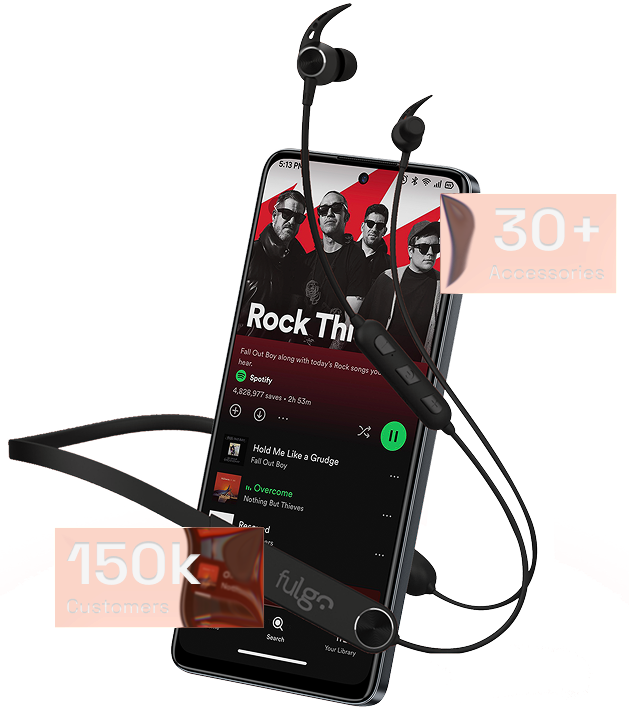 5:13 PM
30+
Accessories
Rock Thi
Fall Out Boy along with today's Rock songs you
hear.
Spotify
4,828,977 saves • 2h 53m
Hold Me Like a Grudge
Fall Out Boy
Overcome
Nothing But Thieves
150k
Customers
fulgo
Search
Your Library